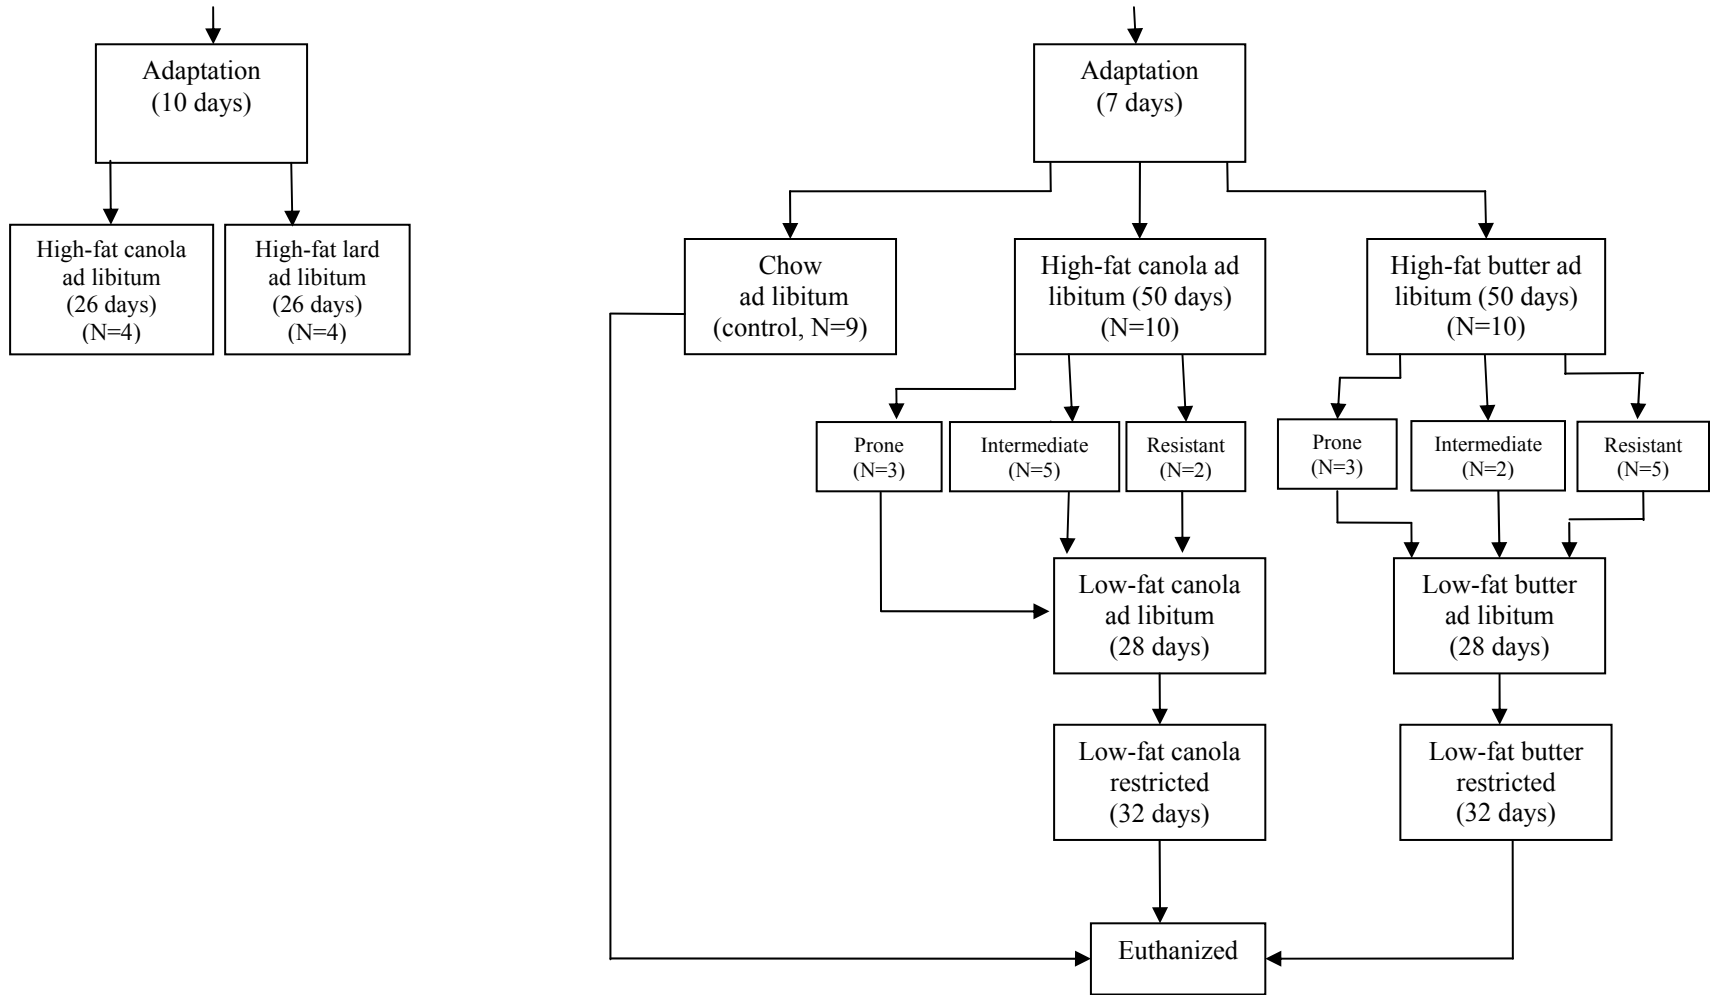 Adaptation
(10 days)
High-fat canola
ad libitum
(26 days)
(N=4)
High-fat lard
ad libitum
(26 days)
(N=4)
Adaptation
(7 days)
Chow
ad libitum
(control, N=9)
High-fat canola ad
libitum (50 days)
(N=10)
High-fat butter ad
libitum (50 days)
(N=10)
Prone
(N=3)
Intermediate
(N=5)
Resistant
(N=2)
Prone
(N=3)
Intermediate
(N=2)
Resistant
(N=5)
Low-fat canola
ad libitum
(28 days)
Low-fat butter
ad libitum
(28 days)
Low-fat canola
restricted
(32 days)
Low-fat butter
restricted
(32 days)
Euthanized